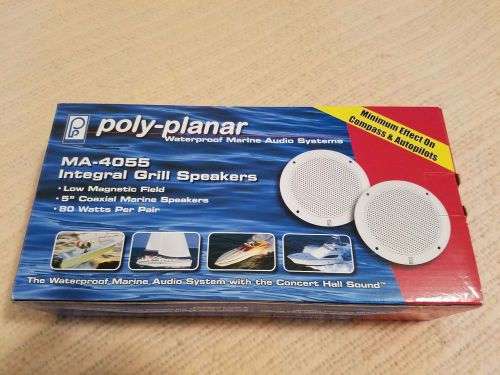 poly-planar
Waterproof Marine Audio Systems
Minimum Effect On
Compass & Autopilots
MA-4055
Integral Grill Speakers
• Low Magnetic Field
• 5" Coaxial Marine Speakers
• 80 Watts Per Pair
The Waterproof Marine Audio System with the Concert Hall Sound™